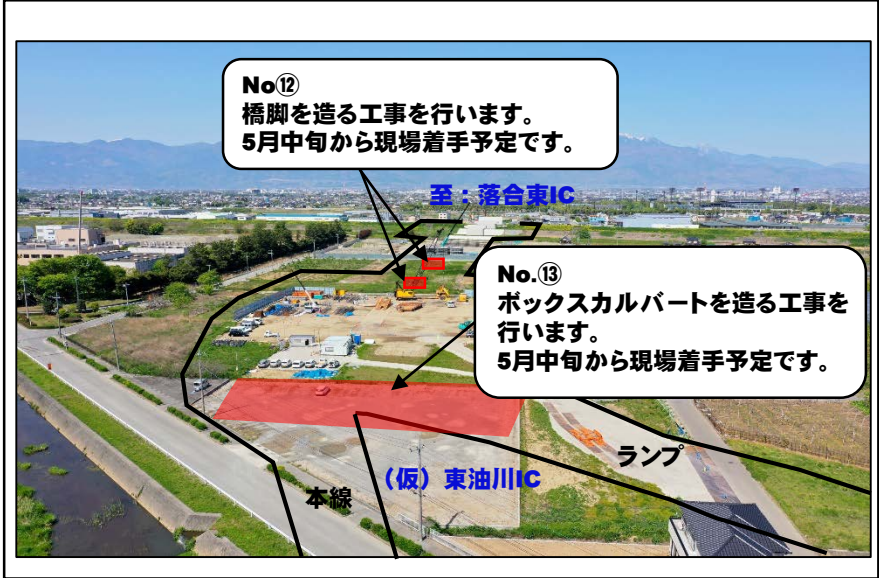 No⑫
橋脚を造る工事を行います。
5月中旬から現場着手予定です。
至：落合東IC
No.⑬
ボックスカルバートを造る工事を
行います。
5月中旬から現場着手予定です。
ランプ
（仮）東油川IC
本線